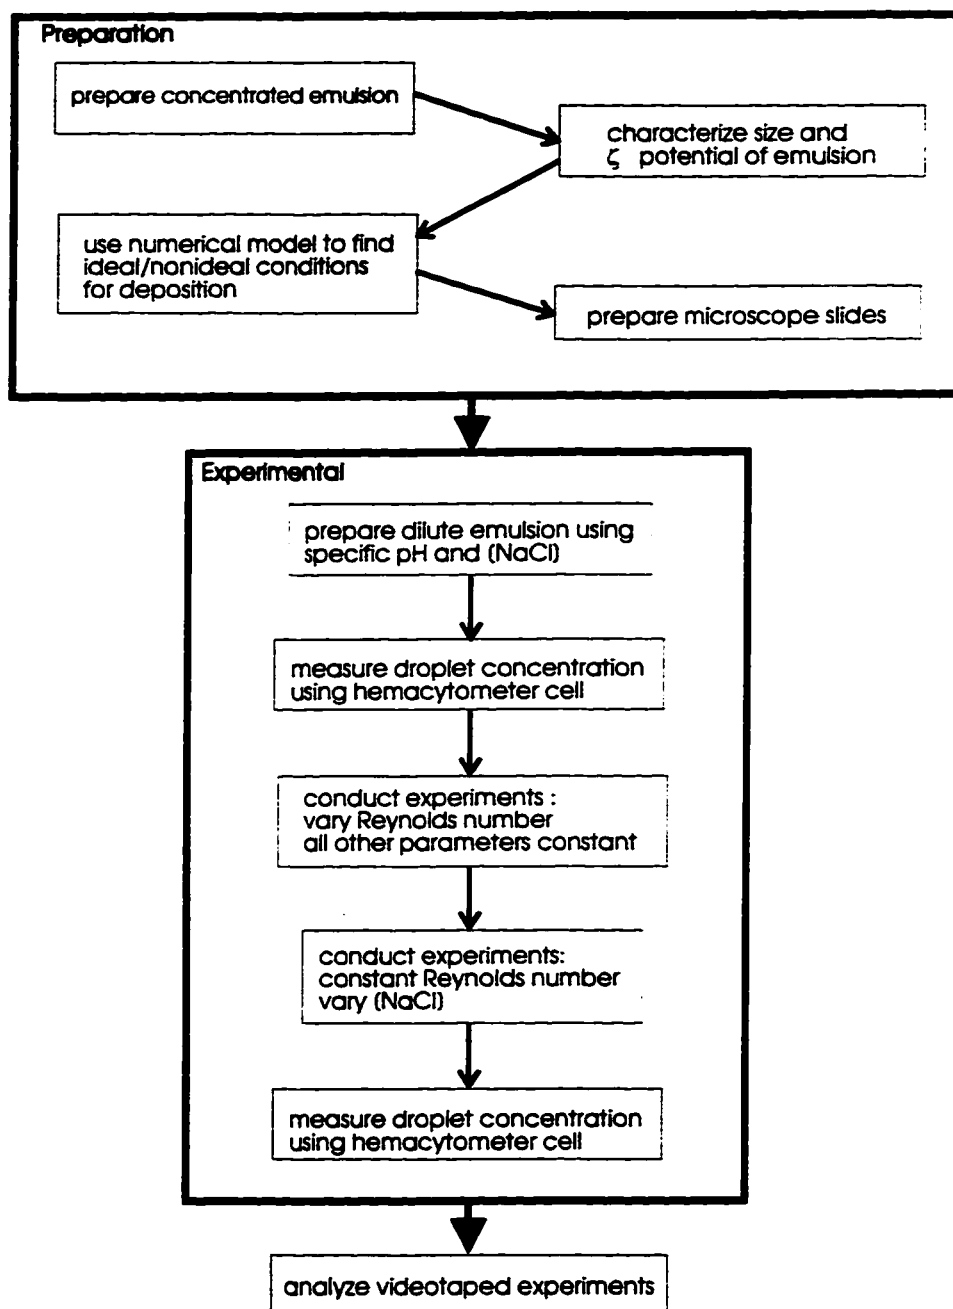 Preparation
prepare concentrated emulsion
characterize size and
ζ potential of emulsion
use numerical model to find
ideal/nonideal conditions
for deposition
prepare microscope slides
Experimental
prepare dilute emulsion using
specific pH and (NaCl)
measure droplet concentration
using hemacytometer cell
conduct experiments :
vary Reynolds number
all other parameters constant
conduct experiments:
constant Reynolds number
vary (NaCl)
measure droplet concentration
using hemacytometer cell
analyze videotaped experiments